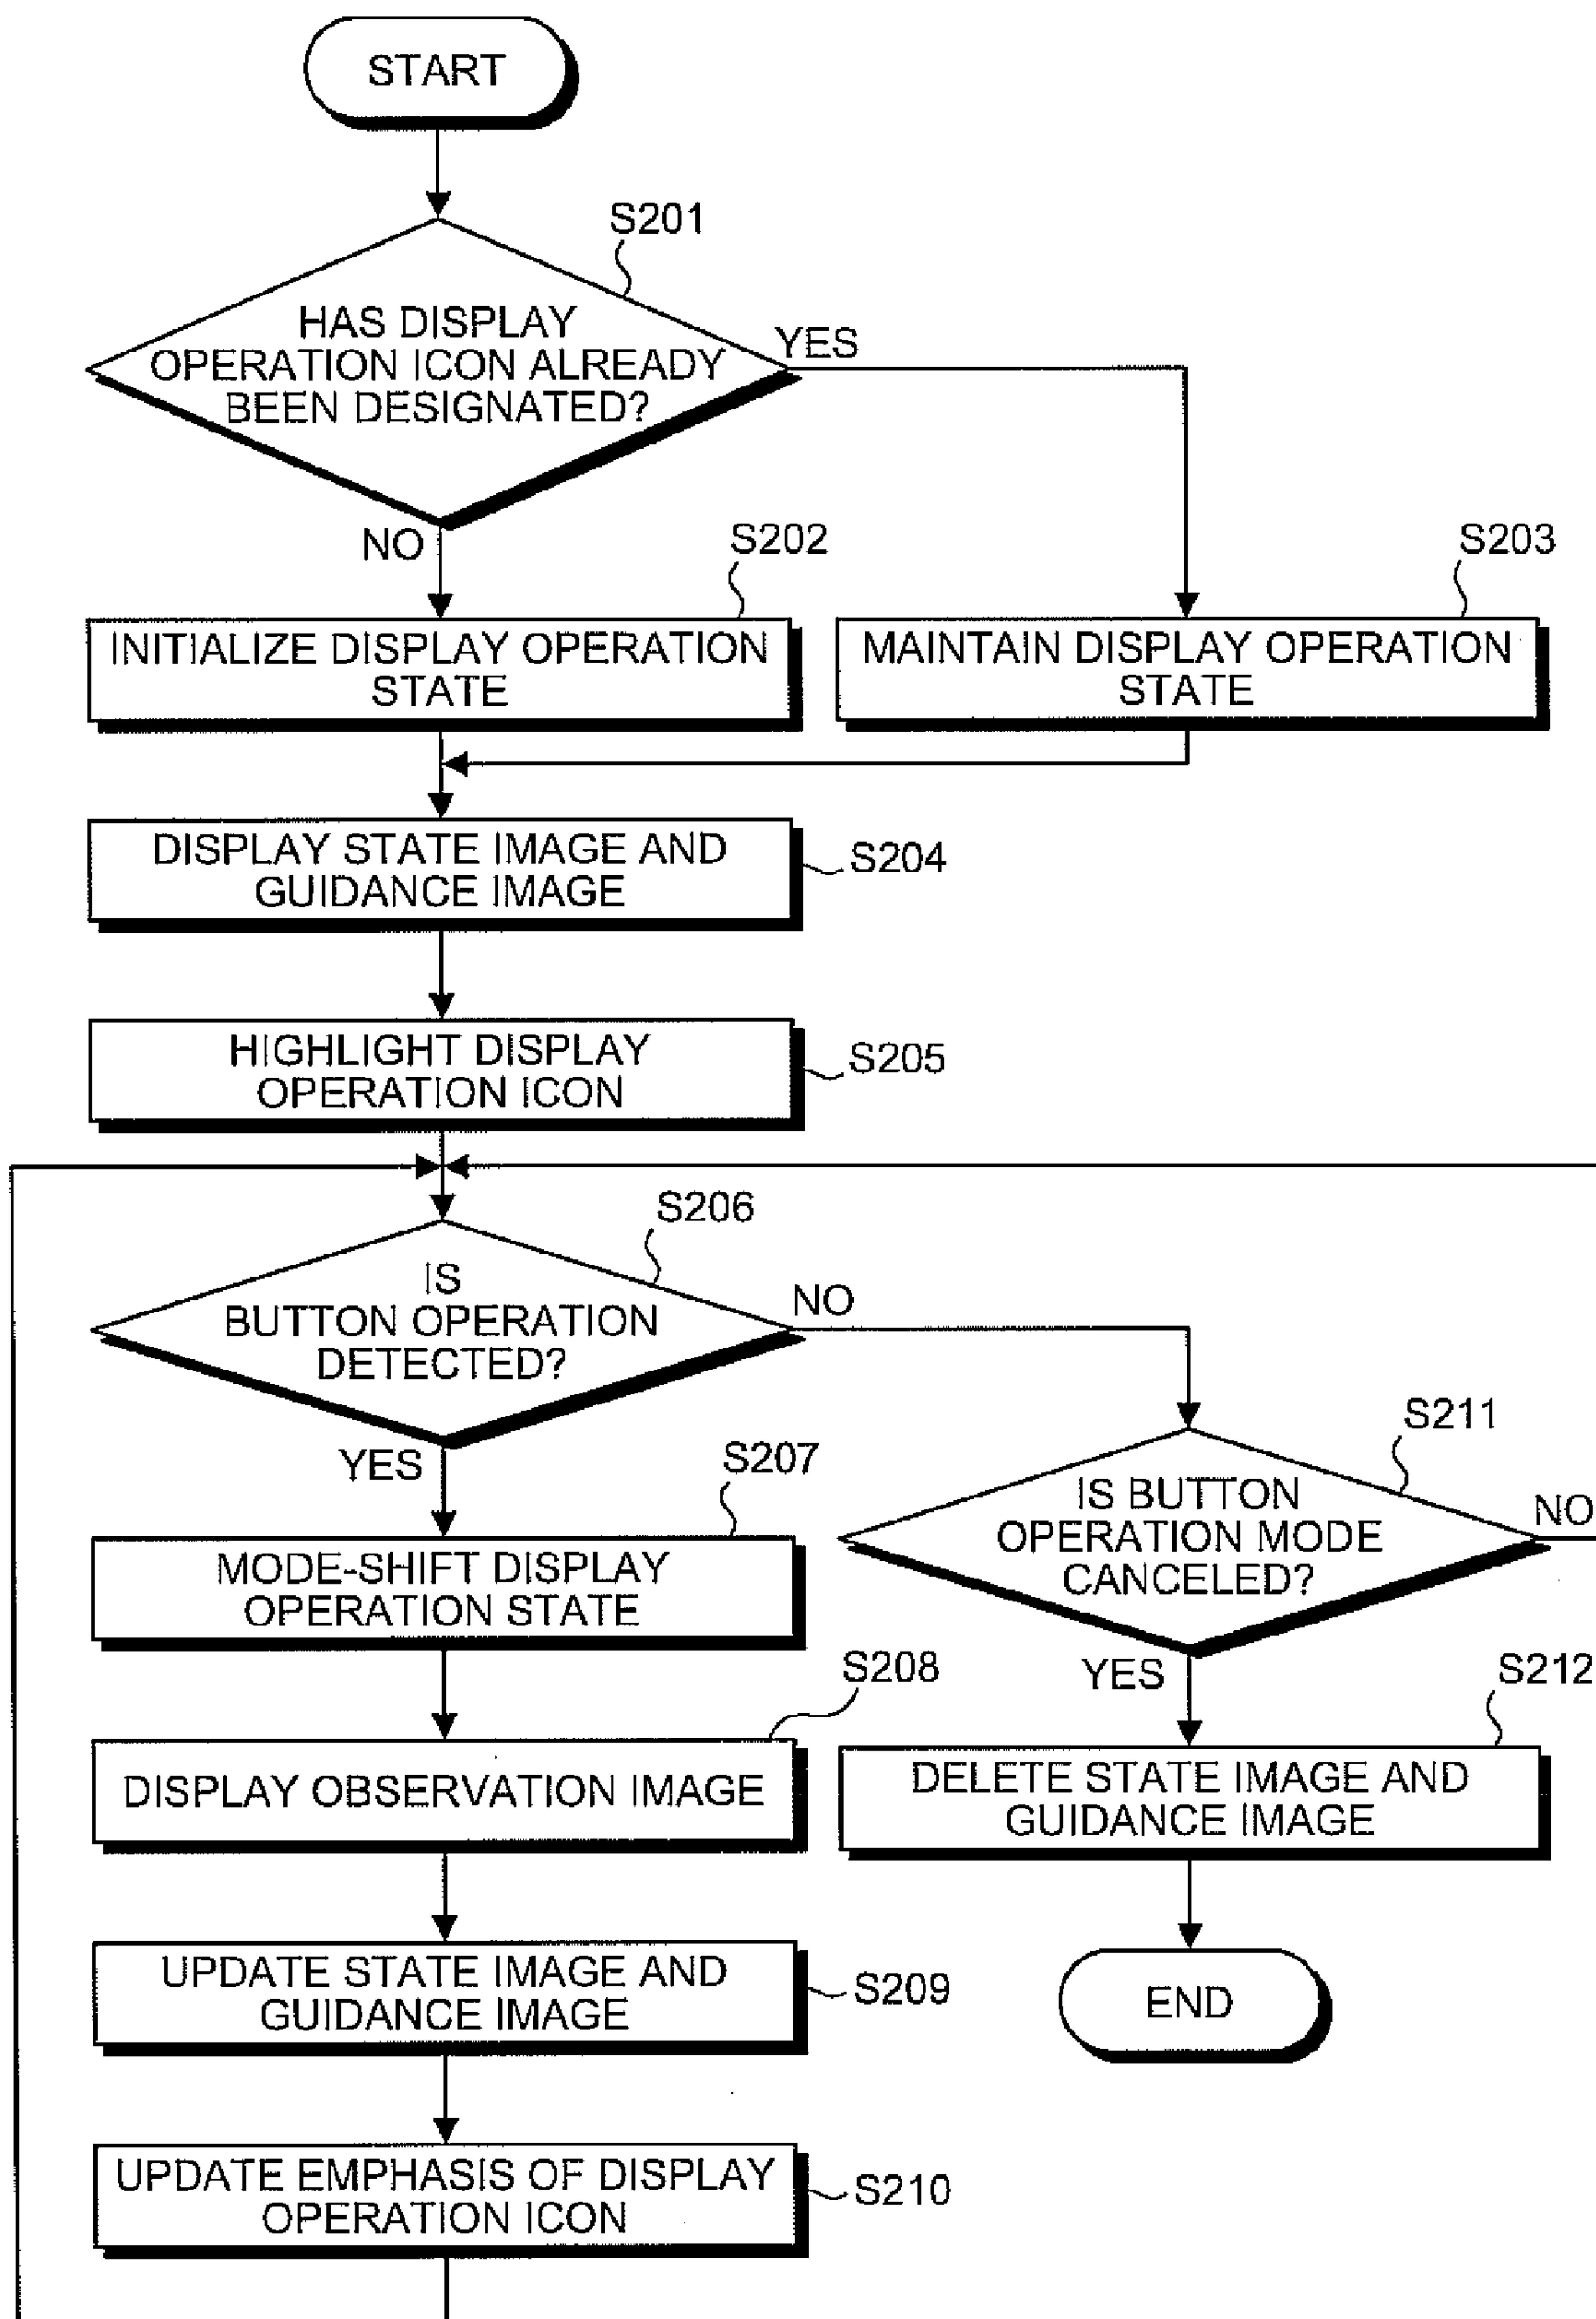 START
S201
HAS DISPLAY
OPERATION ICON ALREADY
BEEN DESIGNATED?
YES
NO
S202
S203
INITIALIZE DISPLAY OPERATION
STATE
MAINTAIN DISPLAY OPERATION
STATE
DISPLAY STATE IMAGE AND
GUIDANCE IMAGE
S204
HIGHLIGHT DISPLAY
OPERATION ICON
S205
S206
IS
BUTTON OPERATION
DETECTED?
NO
YES
S207
S211
IS BUTTON
OPERATION MODE
CANCELED?
NO
MODE-SHIFT DISPLAY
OPERATION STATE
YES
S208
S212
DISPLAY OBSERVATION IMAGE
DELETE STATE IMAGE AND
GUIDANCE IMAGE
UPDATE STATE IMAGE AND
GUIDANCE IMAGE
S209
END
UPDATE EMPHASIS OF DISPLAY
OPERATION ICON
S210